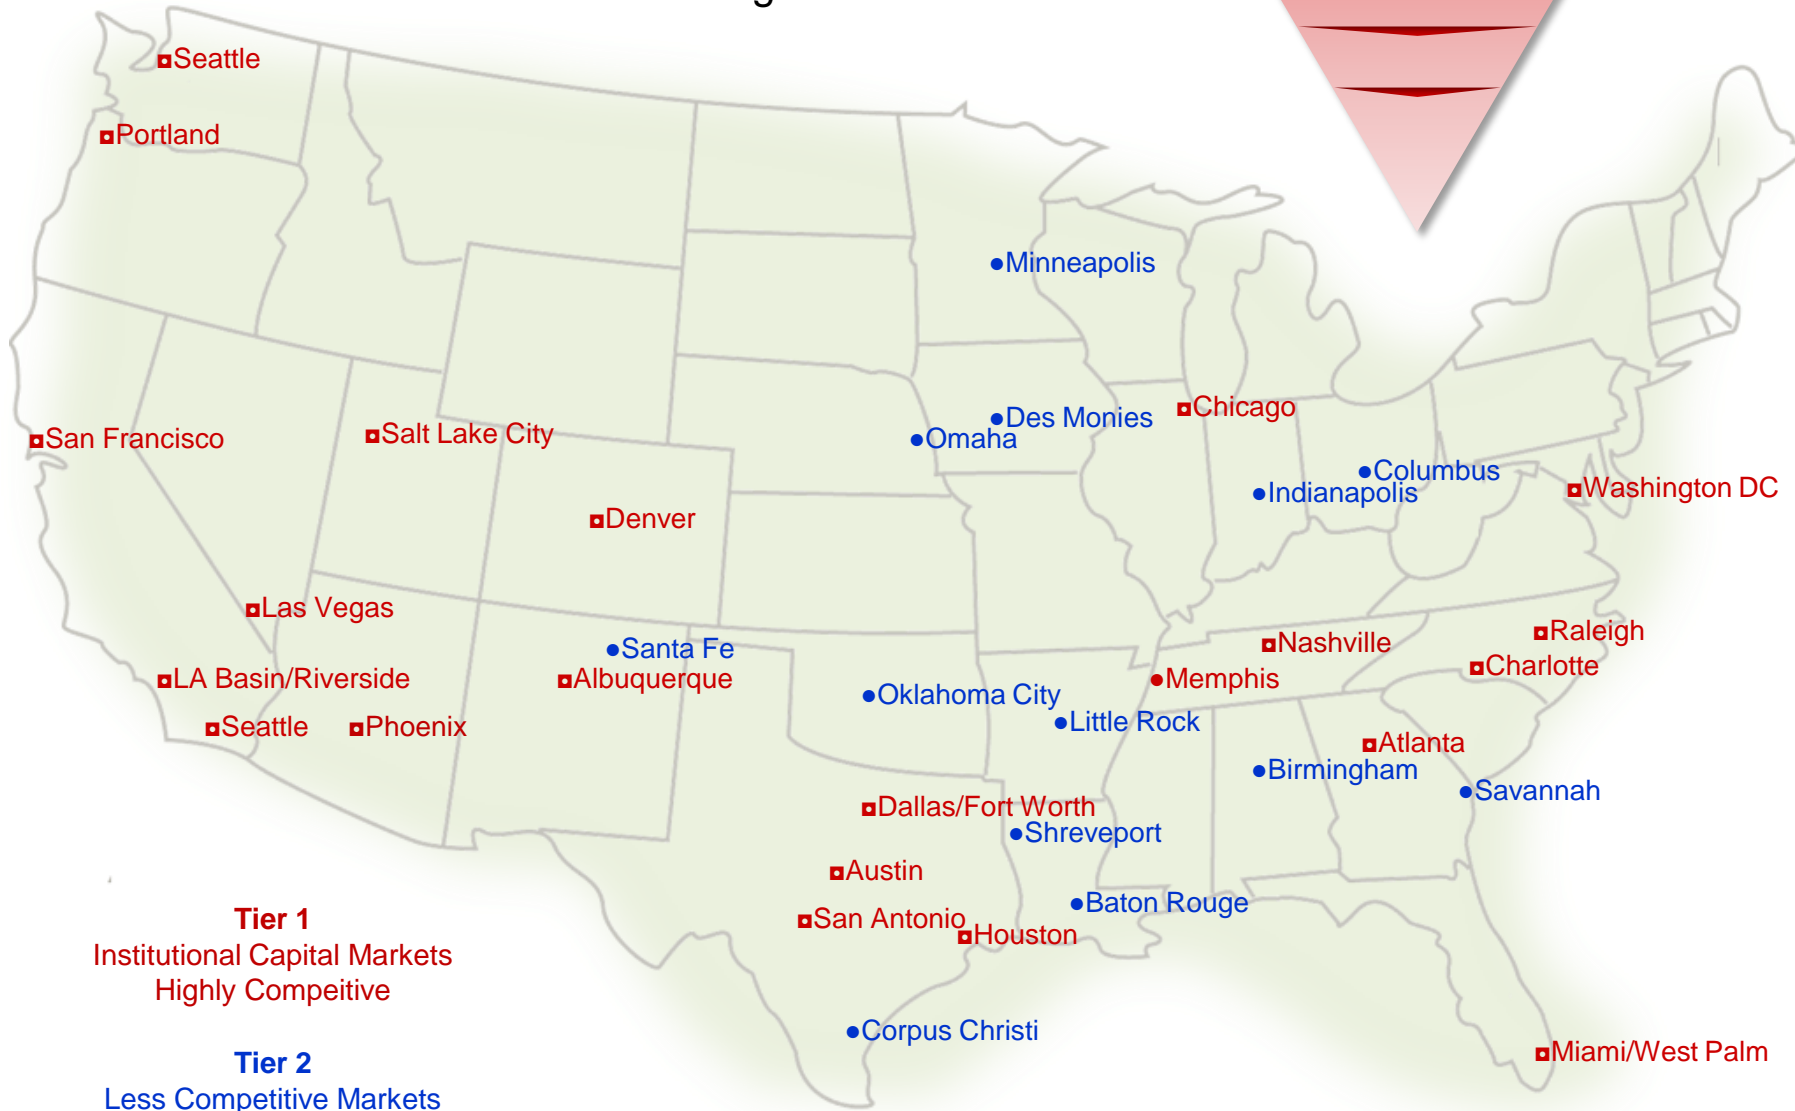 Seattle
Portland
Minneapolis
Chicago
Des Monies
Omaha
San Francisco
Salt Lake City
Columbus
Indianapolis
Washington DC
Denver
Las Vegas
Raleigh
Nashville
Santa Fe
Charlotte
LA Basin/Riverside
Albuquerque
Memphis
Oklahoma City
Little Rock
Seattle
Phoenix
Atlanta
Birmingham
Savannah
Dallas/Fort Worth
Shreveport
Austin
Baton Rouge
San Antonio
Houston
Tier 1
Institutional Capital Markets
Highly Compeitive
Corpus Christi
Miami/West Palm
Tier 2
Less Competitive Markets